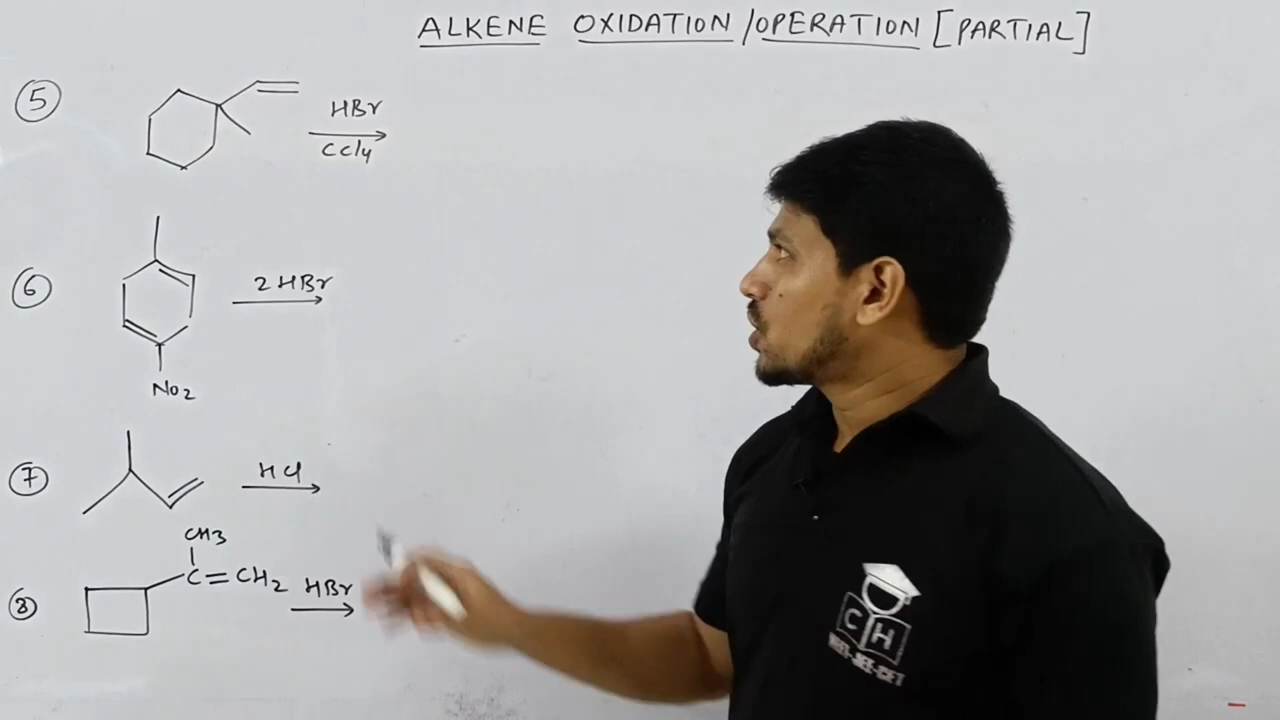 ALKENE OXIDATION/OPERATION [PARTIAL]
5
HBr
CCl4
6
2HBr
NO2
7
HCl
CH3
8
C=CH2
HBr
CH
NEET-JEE-CET